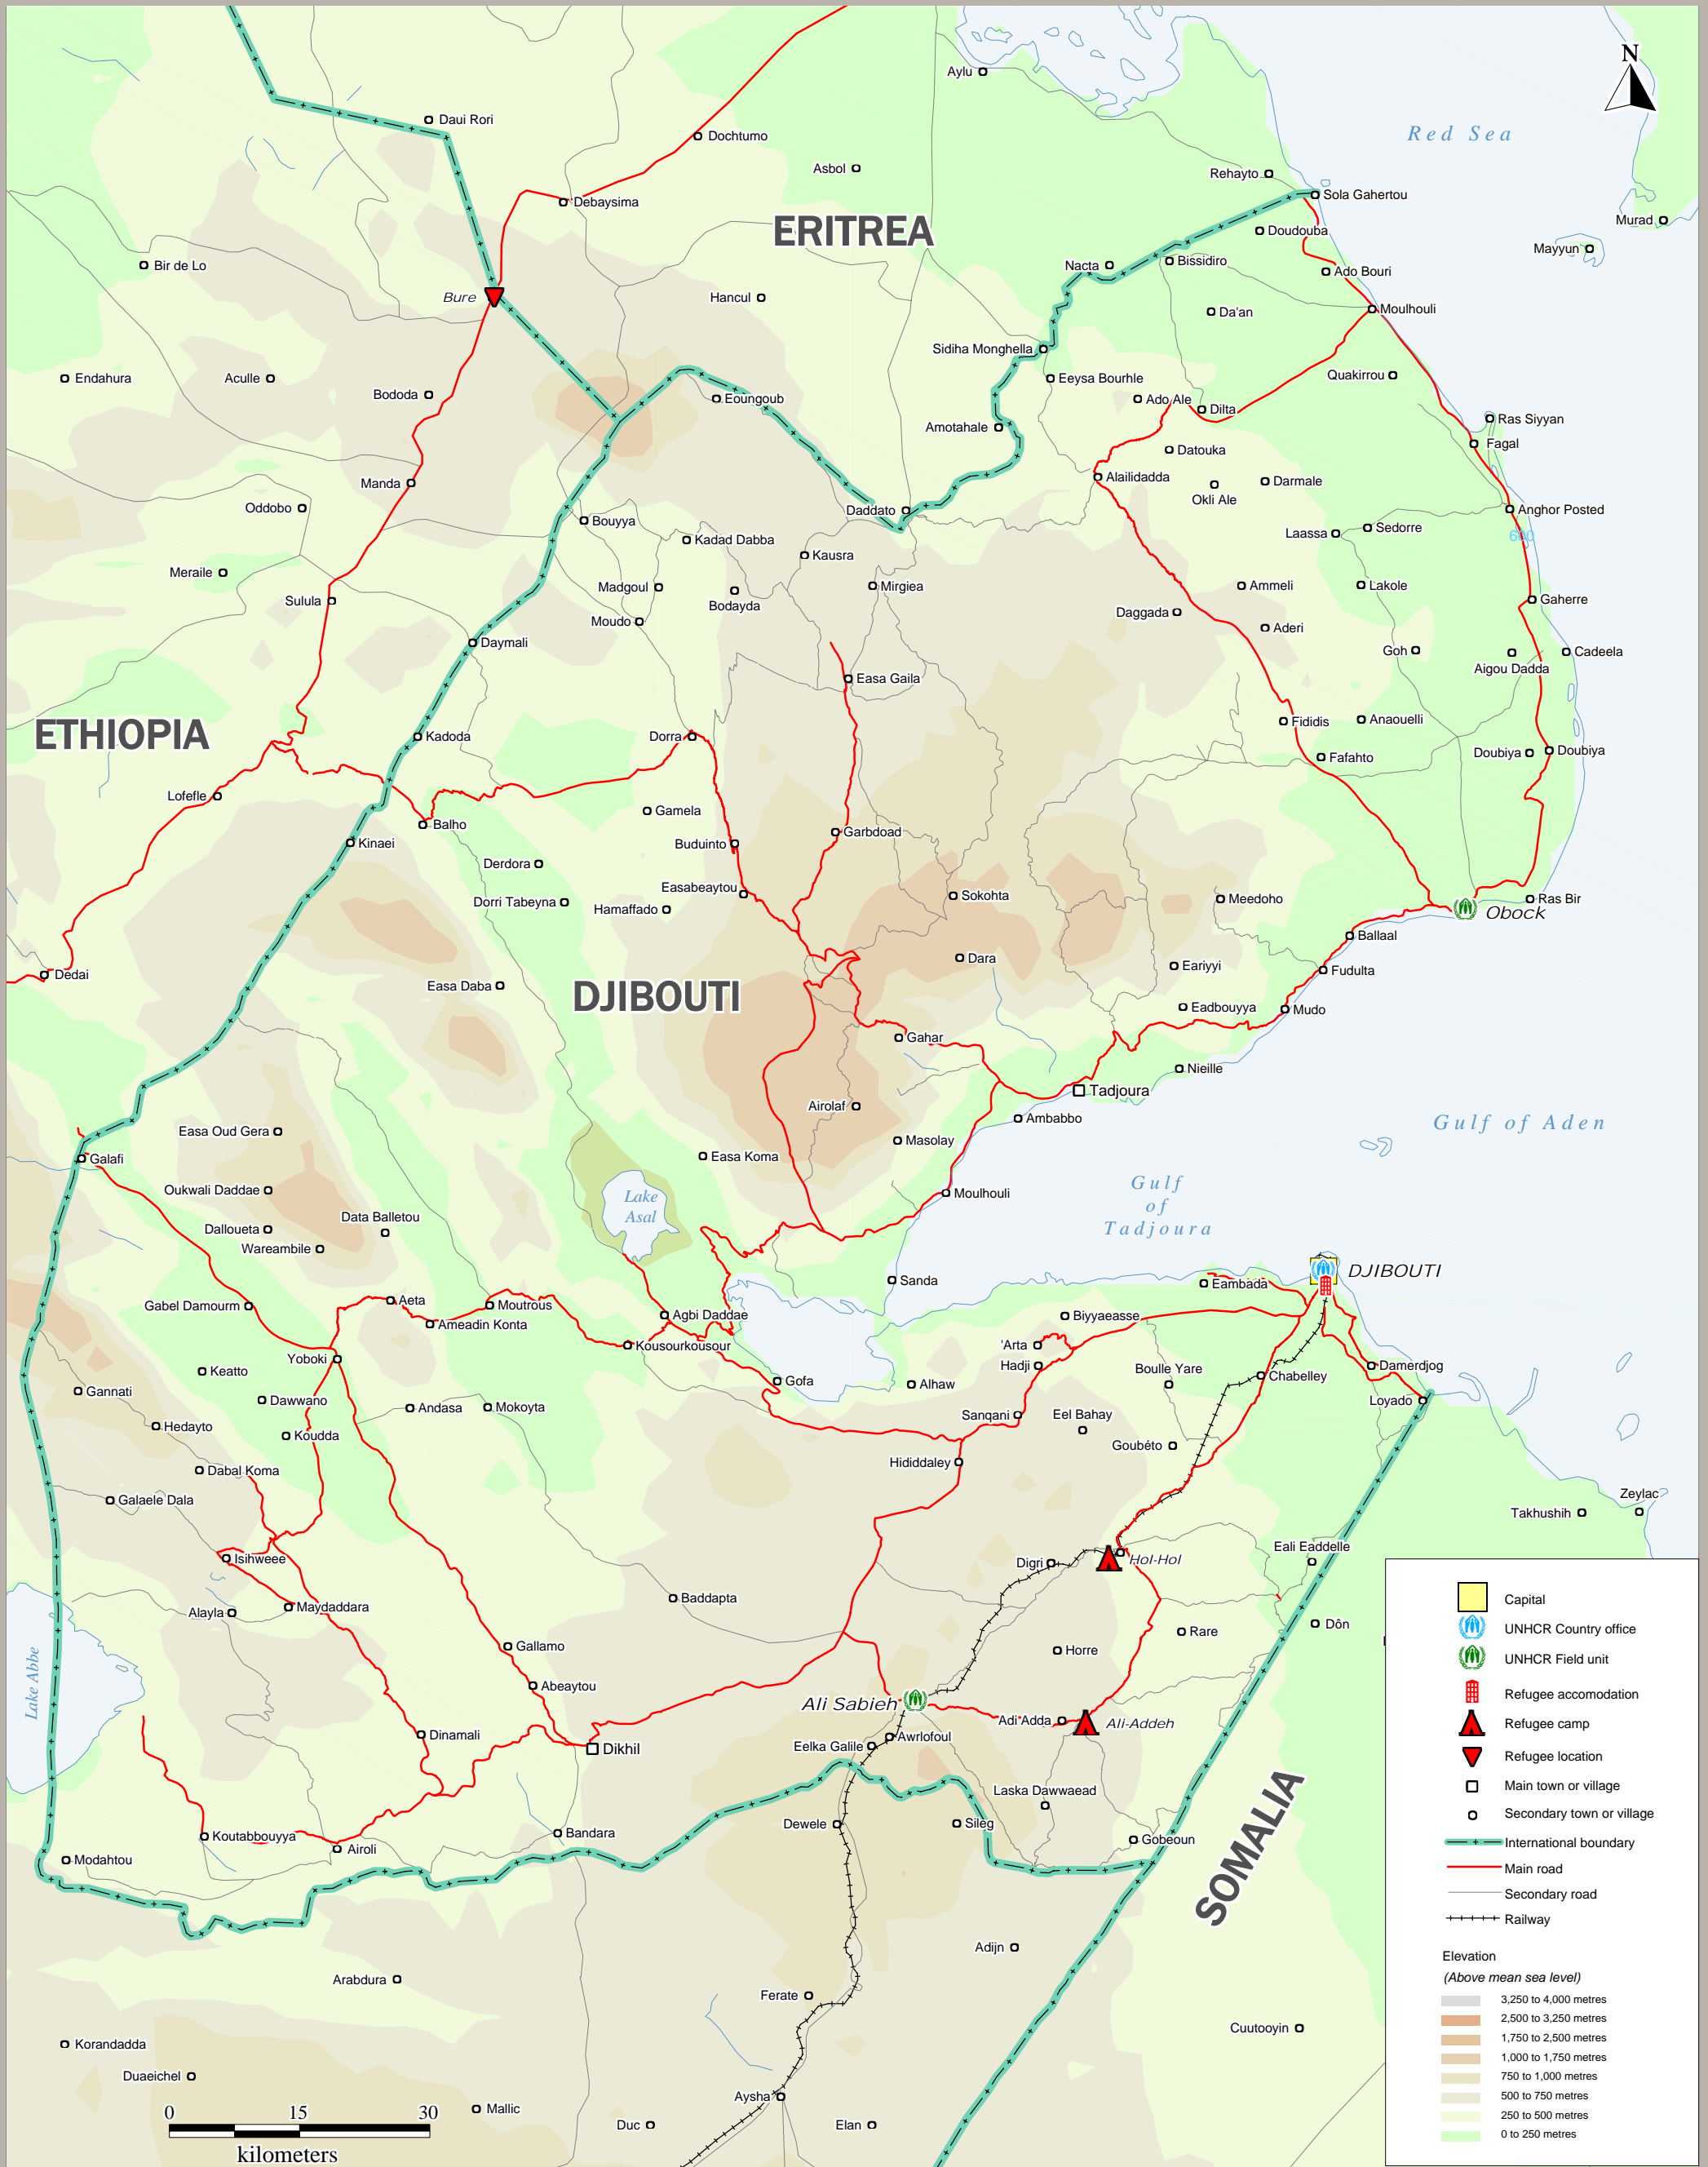 N
Aylu
Red Sea
Daui Rori
Dochtumo
Asbol
Rehayto
Sola Gahertou
Debaysima
ERITREA
Murad
Doudouba
Mayyun
Bir de Lo
Nacta
Bissidiro
Ado Bouri
Bure
Hancul
Da'an
Moulhouli
Sidiha Monghella
Endahura
Aculle
Eeysa Bourhle
Quakirrou
Bododa
Eoungoub
Ado Ale
Dilta
Ras Siyyan
Amotahale
Fagal
Datouka
Manda
Alailidadda
Darmale
Okli Ale
Oddobo
Daddato
Anghor Posted
Bouyya
Sedorre
Laassa
600
Kadad Dabba
Kausra
Meraile
Madgoul
Mirgiea
Ammeli
Lakole
Bodayda
Sulula
Gaherre
Daggada
Moudo
Aderi
Daymali
Goh
Cadeela
Aigou Dadda
Easa Gaila
ETHIOPIA
Fididis
Anaouelli
Kadoda
Dorra
Doubiya
Doubiya
Fafahto
Lofefle
Gamela
Balho
Garbdoad
Kinaei
Buduinto
Derdora
Easabeaytou
Sokohta
Meedoho
Ras Bir
Dorri Tabeyna
Hamaffado
Obock
Ballaal
Dara
Eariyyi
Fudulta
Dedai
Easa Daba
DJIBOUTI
Eadbouyya
Mudo
Gahar
Nieille
Tadjoura
Airolaf
Ambabbo
Gulf of Aden
Easa Oud Gera
Masolay
Galafi
Easa Koma
Oukwali Daddae
Moulhouli
Gulf
of
Tadjoura
Lake
Asal
Data Balletou
Dalloueta
Wareambile
DJIBOUTI
Sanda
Eambada
Aeta
Gabel Damourm
Moutrous
Agbi Daddae
Biyyaeasse
Ameadin Konta
Kousourkousour
'Arta
Yoboki
Hadji
Damerdjog
Keatto
Boulle Yare
Chabelley
Gofa
Alhaw
Gannati
Dawwano
Loyado
Andasa
Mokoyta
Sanqani
Eel Bahay
Hedayto
Koudda
Goubéto
Hididdaley
Dabal Koma
Galaele Dala
Zeylac
Takhushih
Eali Eaddelle
Isihweee
Digri
Hol-Hol
Baddapta
Maydaddara
Alayla
Dôn
Rare
Gallamo
Horre
Lake Abbe
Abeaytou
Ali Sabieh
Adi Adda
Ali-Addeh
Dinamali
Awrlofoul
Eelka Galile
Dikhil
Laska Dawwaead
Dewele
Sileg
Bandara
Gobeoun
Koutabbouyya
Airoli
Modahtou
SOMALIA
Adijn
Arabdura
Ferate
Cuutooyin
Korandadda
Duaeichel
Aysha
Mallic
Duc
Elan
0 15 30
kilometers
Capital
UNHCR Country office
UNHCR Field unit
Refugee accomodation
Refugee camp
Refugee location
Main town or village
Secondary town or village
International boundary
Main road
Secondary road
Railway
Elevation
(Above mean sea level)
3,250 to 4,000 metres
2,500 to 3,250 metres
1,750 to 2,500 metres
1,000 to 1,750 metres
750 to 1,000 metres
500 to 750 metres
250 to 500 metres
0 to 250 metres